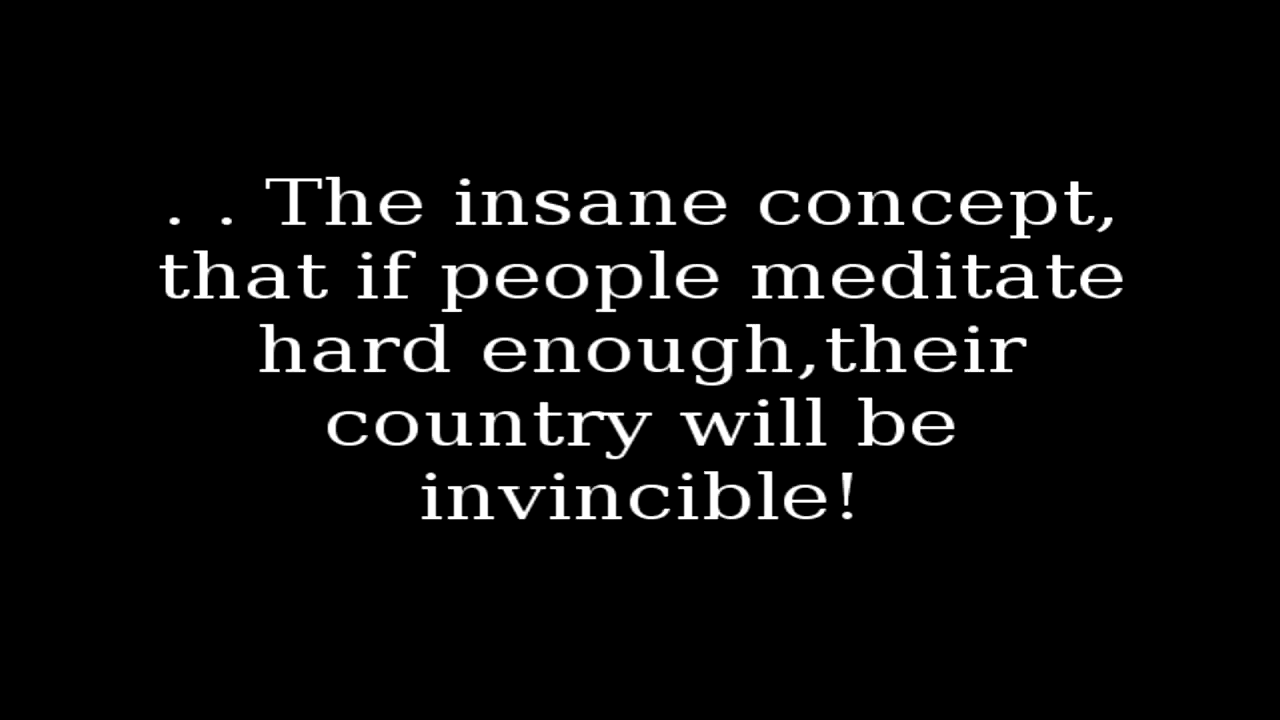 . . The insane concept,
that if people meditate
hard enough,their
country will be
invincible!